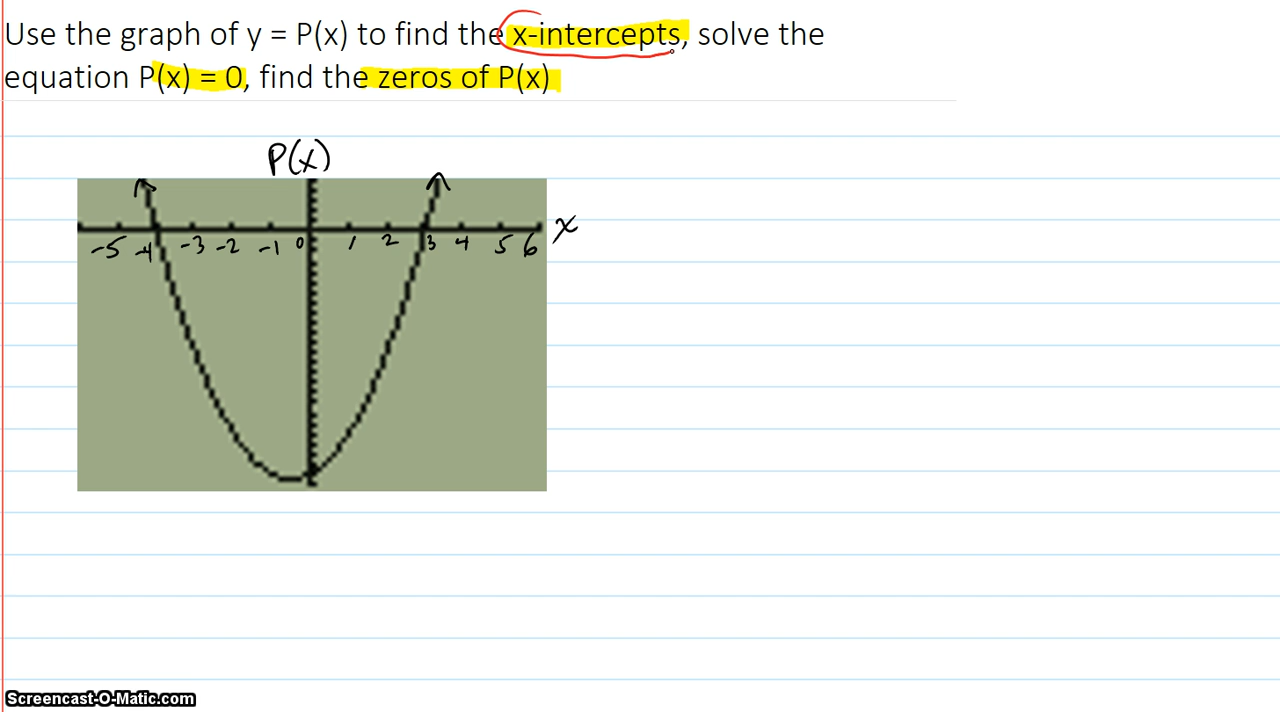 Use the graph of y = P(x) to find the x-intercepts, solve the
equation P(x) = 0, find the zeros of P(x)
P(x)
x
-5 -4 -3 -2 -1 0 1 2 3 4 5 6
Screencast-O-Matic.com